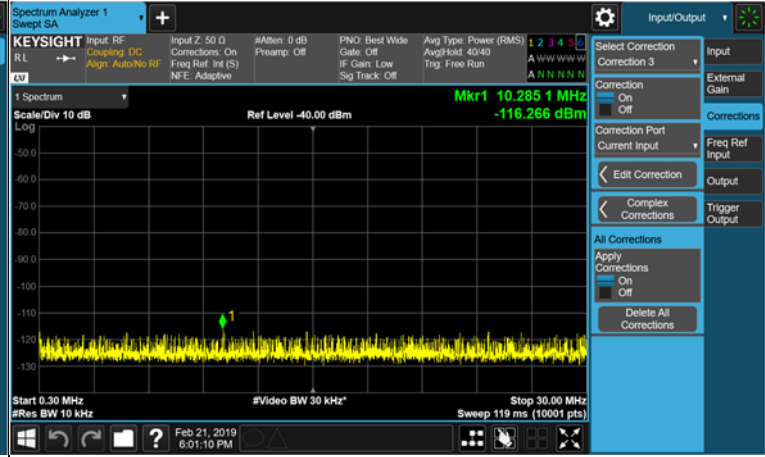 Spectrum Analyzer 1
Swept SA
Input/Output
KEYSIGHT
RL
LXI
Input: RF
Coupling: DC
Align: Auto/No RF
Input Z: 50 Ω
Corrections: On
Freq Ref: Int (S)
NFE: Adaptive
#Atten: 0 dB
Preamp: Off
PNO: Best Wide
Gate: Off
IF Gain: Low
Sig Track: Off
Avg Type: Power (RMS)
Avg|Hold: 40/40
Trig: Free Run
1 2 3 4 5 6
A W W W W W
A N N N N N
1 Spectrum
Mkr1 10.285 1 MHz
-116.266 dBm
Scale/Div 10 dB
Ref Level -40.00 dBm
Log
-50.0
-60.0
-70.0
-80.0
-90.0
-100
-110
-120
-130
1
Start 0.30 MHz
#Video BW 30 kHz*
Stop 30.00 MHz
#Res BW 10 kHz
Sweep 119 ms (10001 pts)
?
Feb 21, 2019
6:01:10 PM
Select Correction
Correction 3
Correction
On
Off
Correction Port
Current Input
Edit Correction
Complex
Corrections
All Corrections
Apply
Corrections
On
Off
Delete All
Corrections
Input
External
Gain
Corrections
Freq Ref
Input
Output
Trigger
Output